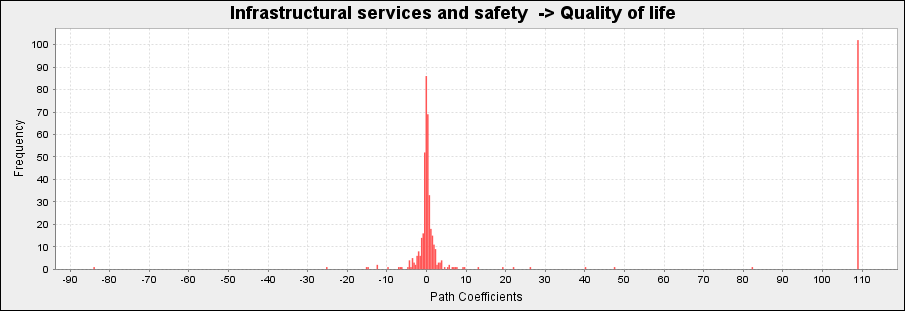 Infrastructural services and safety -> Quality of life
100
90
80
70
60
50
40
30
20
10
0
Frequency
-90 -80 -70 -60 -50 -40 -30 -20 -10 0 10 20 30 40 50 60 70 80 90 100 110
Path Coefficients